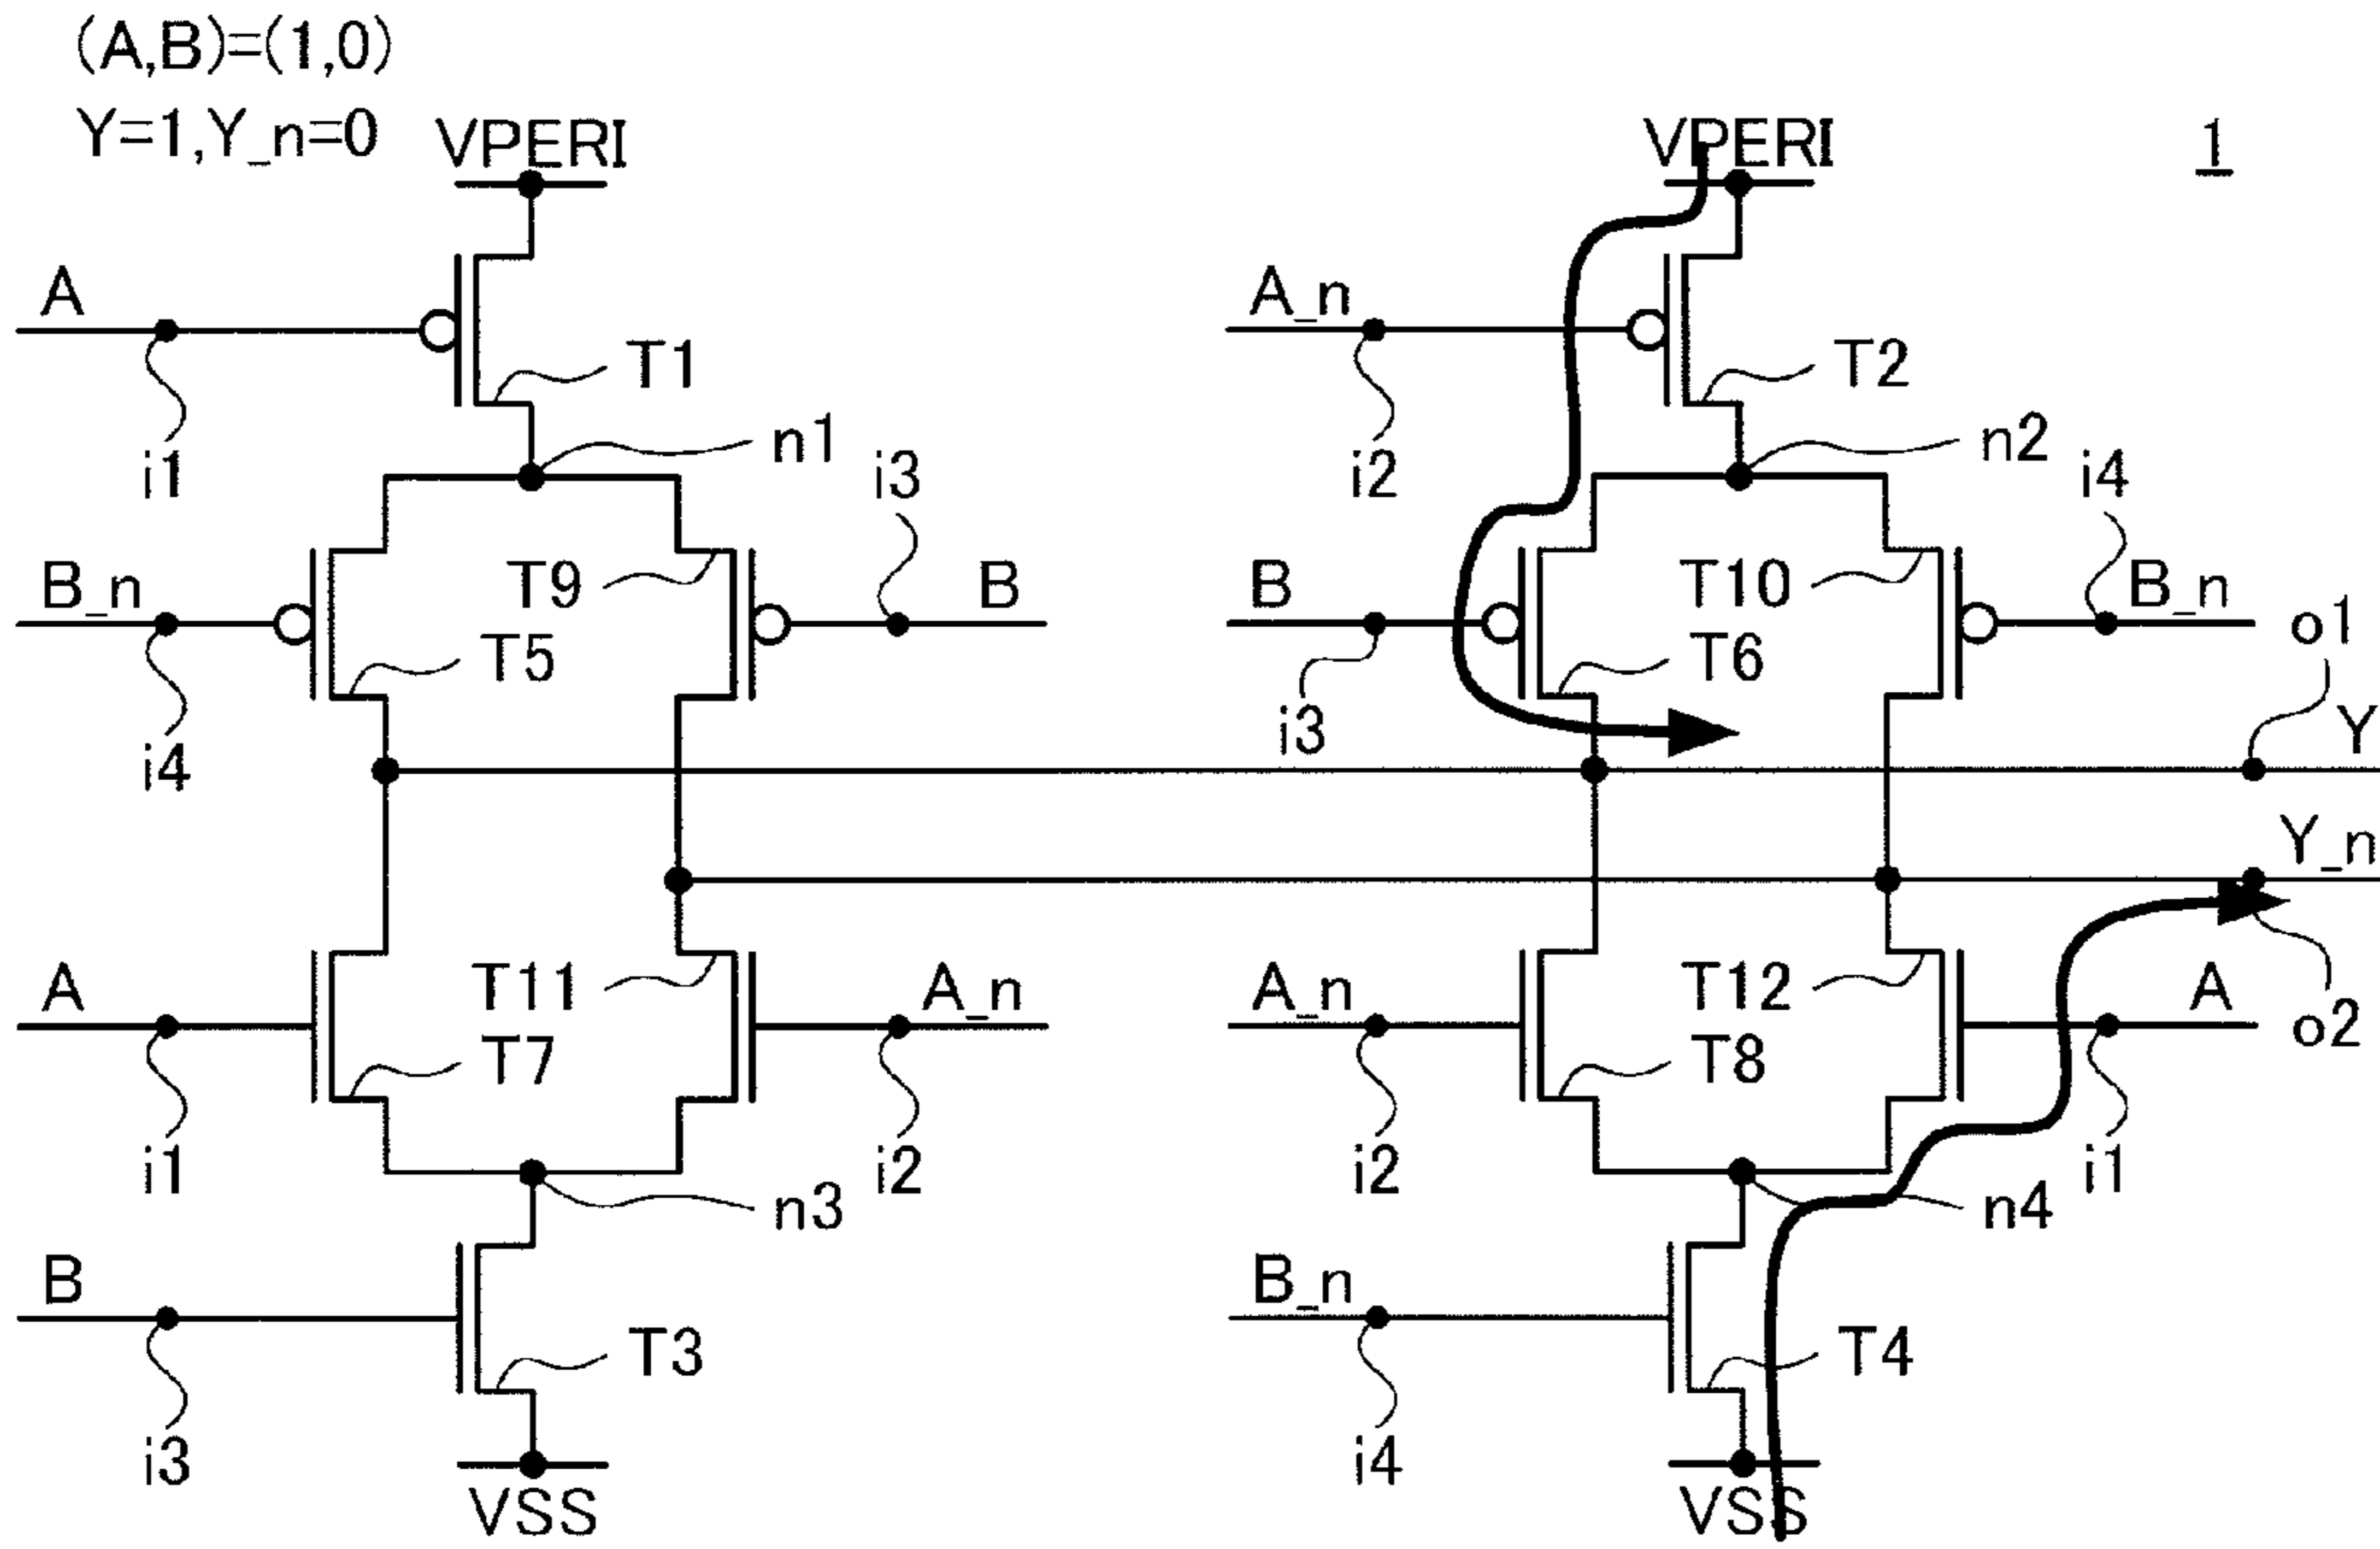 (A,B)=(1,0)
Y=1,Y_n=0
VPERI
VPERI
1
A
A_n
T1
T2
i1
n1
i3
i2
n2
i4
B_n
T9
B
B
T10
B_n
o1
T5
T6
i4
i3
Y
Y_n
A
T11
A_n
A_n
T12
A
T7
T8
o2
i1
i2
i2
i1
n3
n4
B
B_n
T3
T4
i3
i4
VSS
VSS